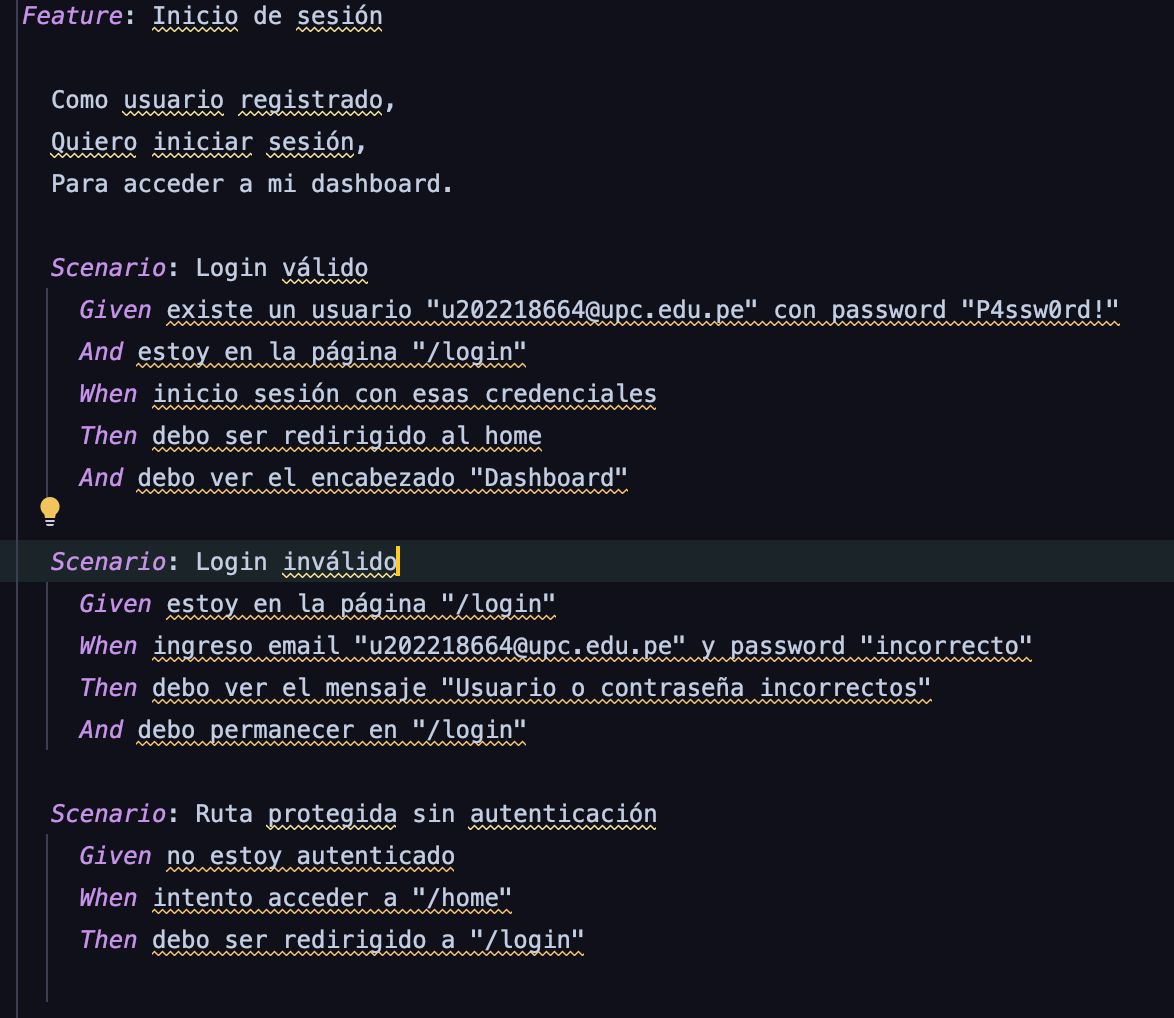 Feature: Inicio de sesión
Como usuario registrado,
Quiero iniciar sesión,
Para acceder a mi dashboard.
Scenario: Login válido
Given existe un usuario "u202218664@upc.edu.pe" con password "P4ssw0rd!"
And estoy en la página "/login"
When inicio sesión con esas credenciales
Then debo ser redirigido al home
And debo ver el encabezado "Dashboard"
Scenario: Login inválido
Given estoy en la página "/login"
When ingreso email "u202218664@upc.edu.pe" y password "incorrecto"
Then debo ver el mensaje "Usuario o contraseña incorrectos"
And debo permanecer en "/login"
Scenario: Ruta protegida sin autenticación
Given no estoy autenticado
When intento acceder a "/home"
Then debo ser redirigido a "/login"